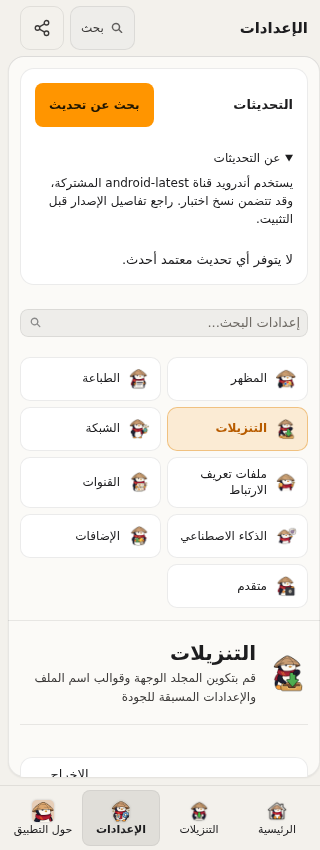 الإعدادات
بحث
التحديثات
بحث عن تحديث
▼ عن التحديثات
يستخدم أندرويد قناة android-latest المشتركة،
وقد تتضمن نسخ اختبار. راجع تفاصيل الإصدار قبل
التثبيت.
لا يتوفر أي تحديث معتمد أحدث.
إعدادات البحث...
المظهر
الطباعة
التنزيلات
الشبكة
ملفات تعريف
الارتباط
القنوات
الذكاء الاصطناعي
الإضافات
متقدم
التنزيلات
قم بتكوين المجلد الوجهة وقوالب اسم الملف
والإعدادات المسبقة للجودة
الإخراج
الرئيسية
التنزيلات
الإعدادات
حول التطبيق